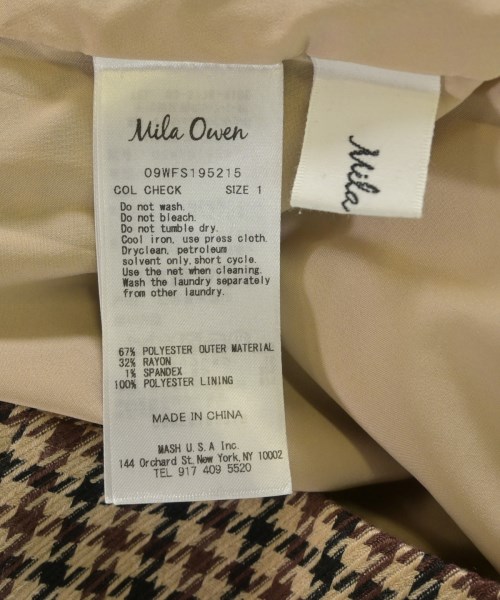 Mila Owen
09WFS195215
COL CHECK SIZE 1
Do not wash.
Do not bleach.
Do not tumble dry.
Cool iron, use press cloth.
Dryclean, petroleum
solvent only, short cycle.
Use the net when cleaning.
Wash the laundry separately
from other laundry.
67% POLYESTER OUTER MATERIAL
32% RAYON
1% SPANDEX
100% POLYESTER LINING
MADE IN CHINA
MASH U.S.A Inc.
144 Orchard St. New York, NY 10002
TEL 917 409 5520
Mila